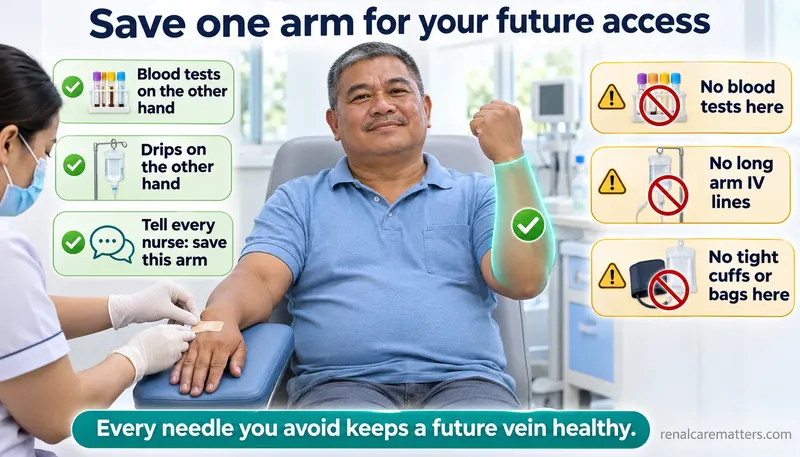 Save one arm for your future access
Blood tests
on the other
hand
Drips on
the other
hand
Tell every
nurse: save
this arm
No blood
tests here
No long
arm IV
lines
No tight
cuffs or
bags here
Every needle you avoid keeps a future vein healthy.
renalcarematters.com